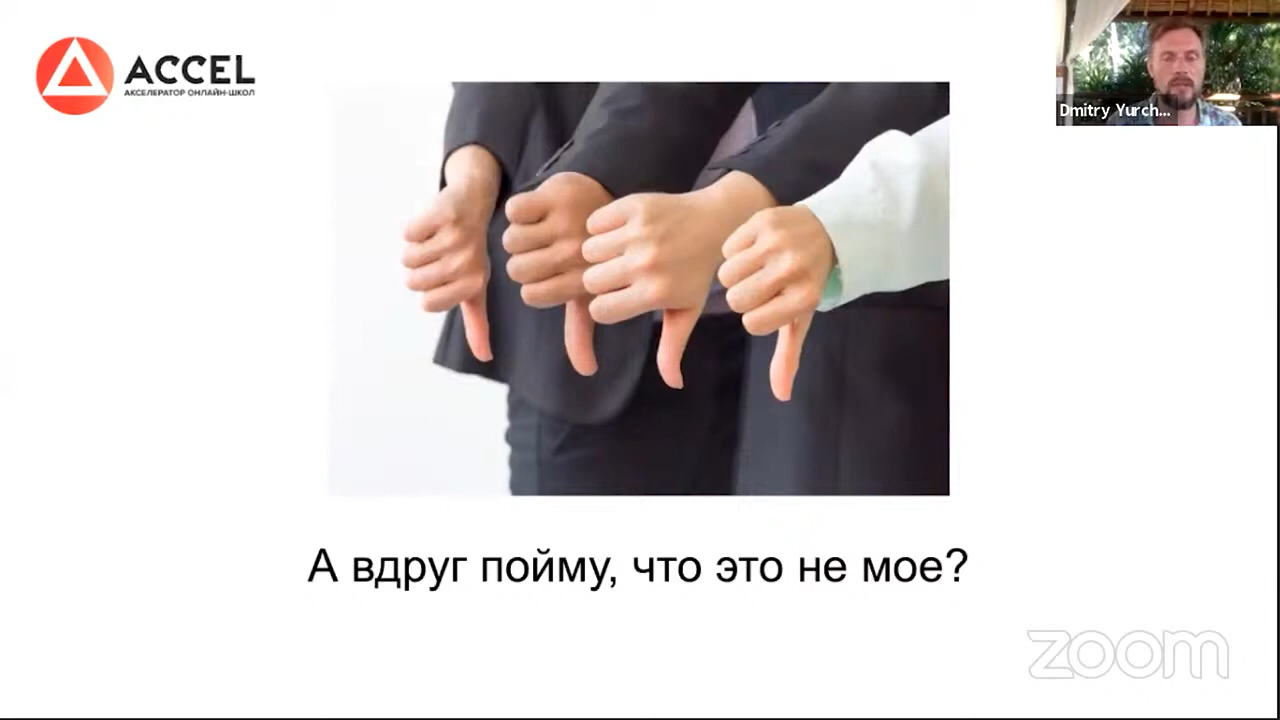 ACCEL
АКСЕЛЕРАТОР ОНЛАЙН-ШКОЛ
Dmitry Yurch...
А вдруг пойму, что это не мое?
zoom